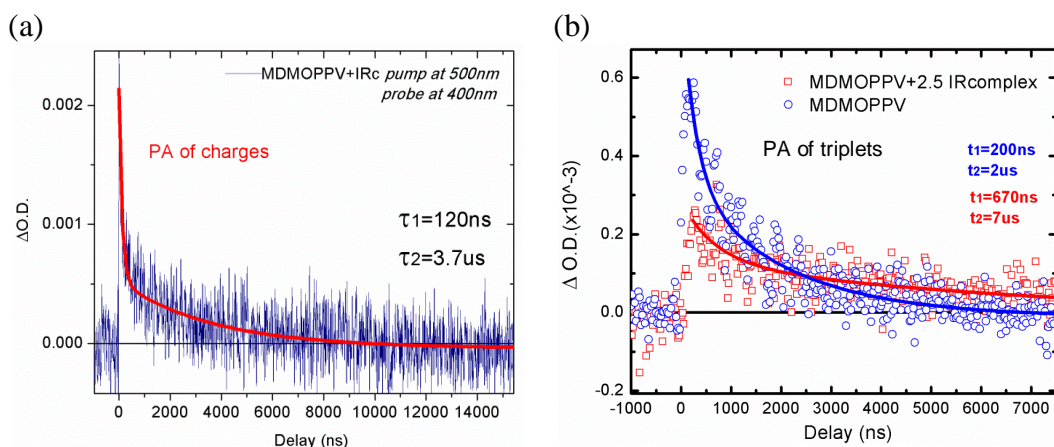 (a)
MDMOPPV+IRc pump at 500nm
probe at 400nm
PA of charges
τ1=120ns
τ2=3.7us
0.002
0.001
0.000
Δ O.D.
0 2000 4000 6000 8000 10000 12000 14000
Delay (ns)
(b)
MDMOPPV+2.5 IRcomplex
MDMOPPV
PA of triplets
t1=200ns
t2=2us
t1=670ns
t2=7us
0.6
0.4
0.2
0.0
-0.2
Δ O.D.(x10^-3)
-1000 0 1000 2000 3000 4000 5000 6000 7000
Delay (ns)